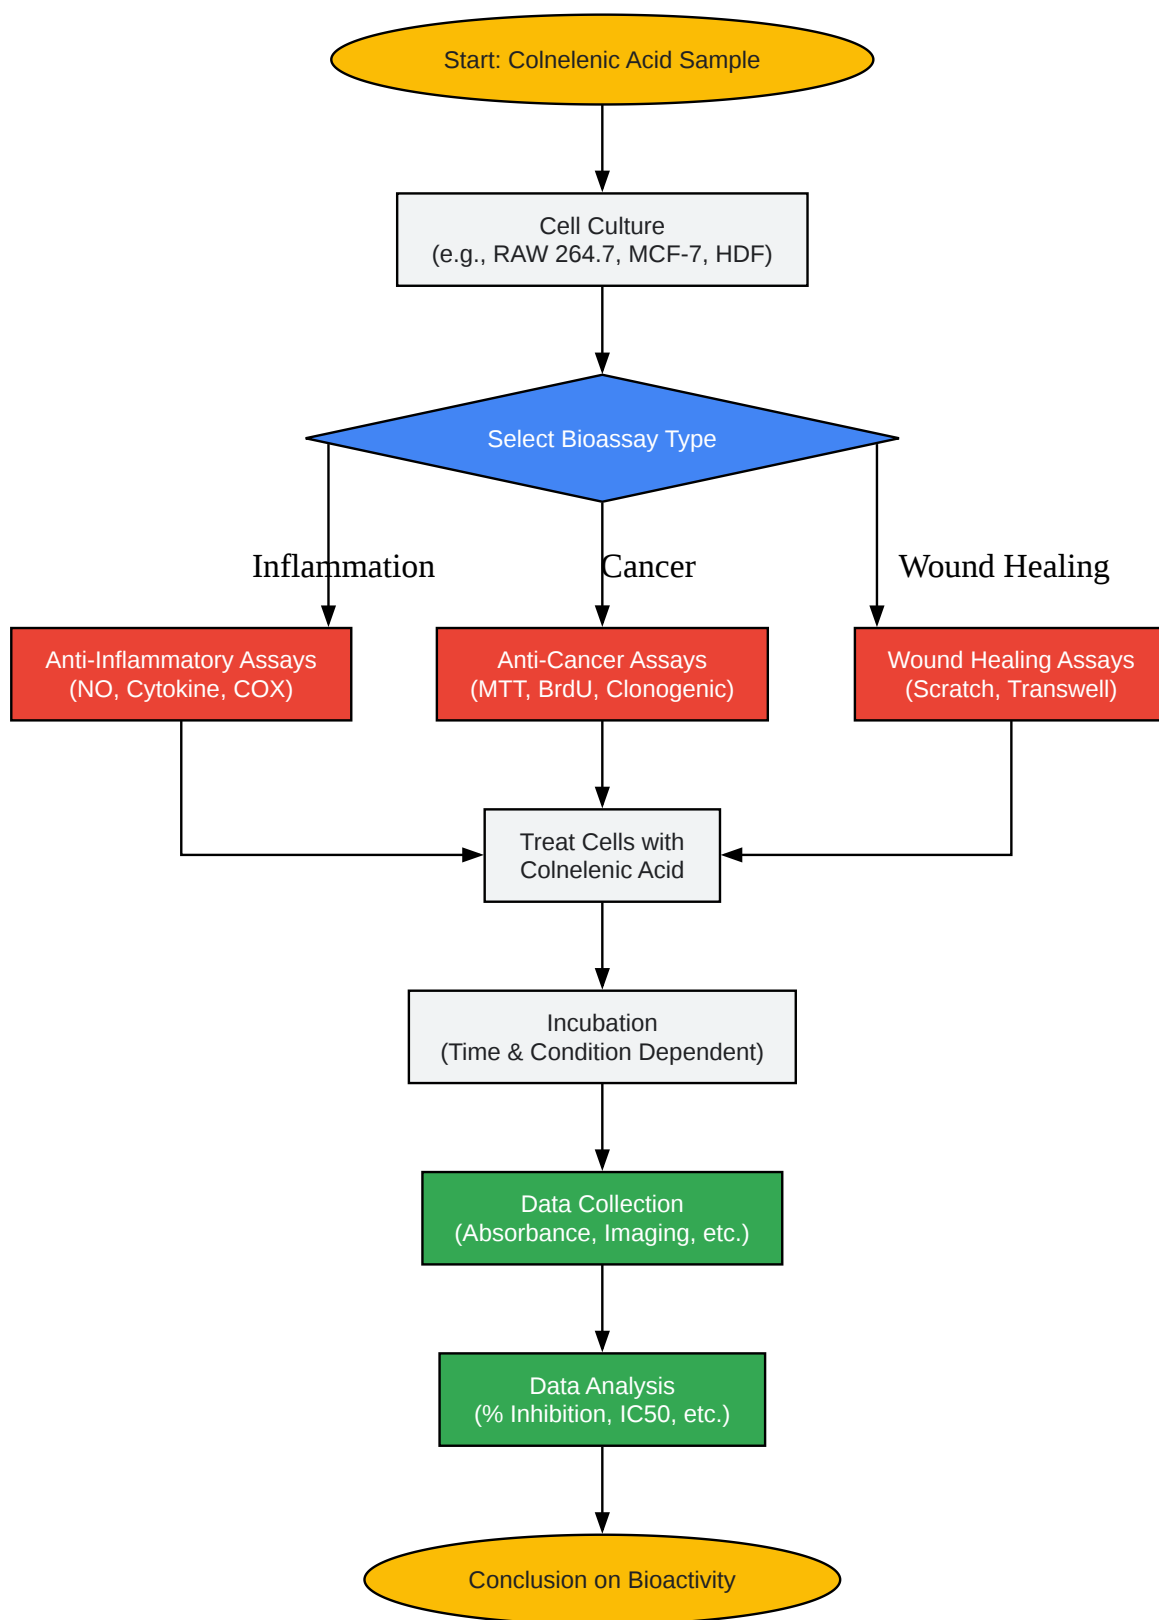 Start: Colnelenic Acid Sample
Cell Culture
(e.g., RAW 264.7, MCF-7, HDF)
Select Bioassay Type
Inflammation
Cancer
Wound Healing
Anti-Inflammatory Assays
(NO, Cytokine, COX)
Anti-Cancer Assays
(MTT, BrdU, Clonogenic)
Wound Healing Assays
(Scratch, Transwell)
Treat Cells with
Colnelenic Acid
Incubation
(Time & Condition Dependent)
Data Collection
(Absorbance, Imaging, etc.)
Data Analysis
(% Inhibition, IC50, etc.)
Conclusion on Bioactivity